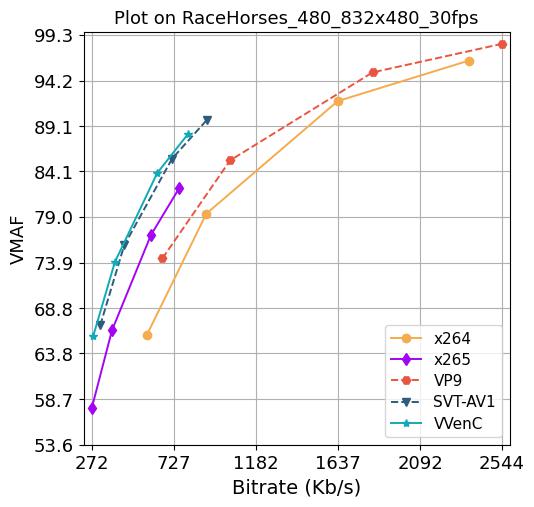 Plot on RaceHorses_480_832x480_30fps
99.3
94.2
89.1
84.1
79.0
73.9
68.8
63.8
58.7
53.6
VMAF
x264
x265
VP9
SVT-AV1
VVenC
272 727 1182 1637 2092 2544
Bitrate (Kb/s)